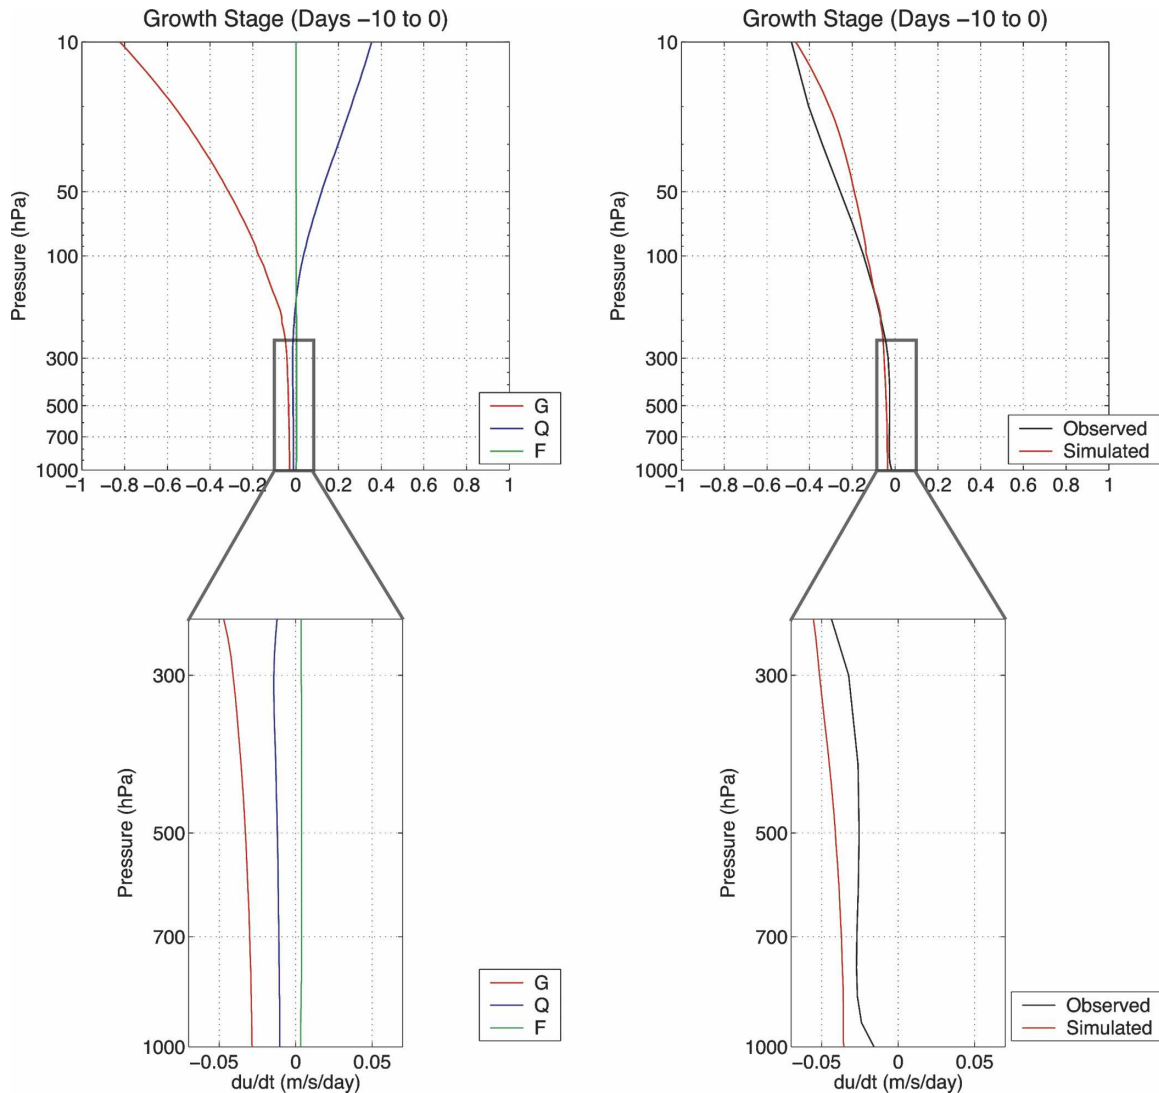 Growth Stage (Days −10 to 0)
10
50
100
300
500
700
1000
Pressure (hPa)
−1 −0.8 −0.6 −0.4 −0.2 0 0.2 0.4 0.6 0.8 1
G
Q
F
Growth Stage (Days −10 to 0)
10
50
100
300
500
700
1000
Pressure (hPa)
−1 −0.8 −0.6 −0.4 −0.2 0 0.2 0.4 0.6 0.8 1
Observed
Simulated
300
500
700
1000
Pressure (hPa)
−0.05 0 0.05
du/dt (m/s/day)
G
Q
F
300
500
700
1000
Pressure (hPa)
−0.05 0 0.05
du/dt (m/s/day)
Observed
Simulated